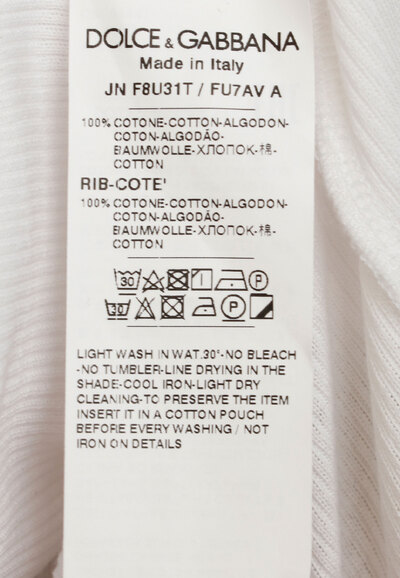 DOLCE & GABBANA
Made in Italy
JN F8U31T / FU7AV A
100% COTONE-COTTON-ALGODON-
COTON-ALGODÃO-
BAUMWOLLE-ХЛОПОК-棉-
COTTON
RIB-COTE'
100% COTONE-COTTON-ALGODON-
COTON-ALGODÃO-
BAUMWOLLE-ХЛОПОК-棉-
COTTON
30 P
30 P
LIGHT WASH IN WAT.30°-NO BLEACH
-NO TUMBLER-LINE DRYING IN THE
SHADE-COOL IRON-LIGHT DRY
CLEANING-TO PRESERVE THE ITEM
INSERT IT IN A COTTON POUCH
BEFORE EVERY WASHING / NOT
IRON ON DETAILS